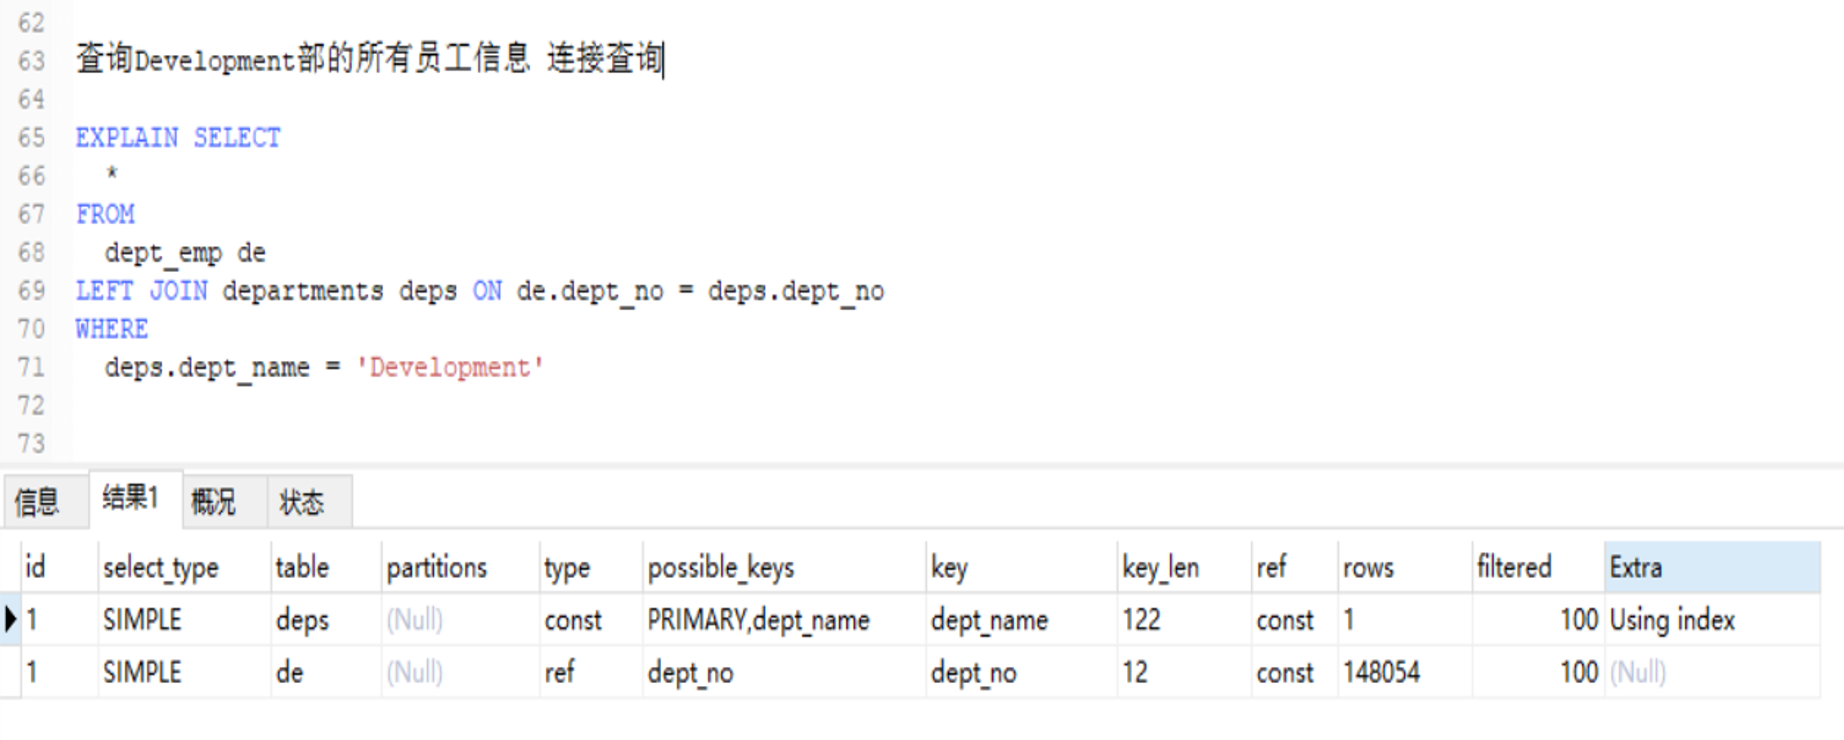 62
63 查询Development部的所有员工信息 连接查询
64
65 EXPLAIN SELECT
66 *
67 FROM
68 dept_emp de
69 LEFT JOIN departments deps ON de.dept_no = deps.dept_no
70 WHERE
71 deps.dept_name = 'Development'
72
73
信息 结果1 概况 状态
id select_type table partitions type possible_keys key key_len ref rows filtered Extra
1 SIMPLE deps (Null) const PRIMARY,dept_name dept_name 122 const 1 100 Using index
1 SIMPLE de (Null) ref dept_no dept_no 12 const 148054 100 (Null)